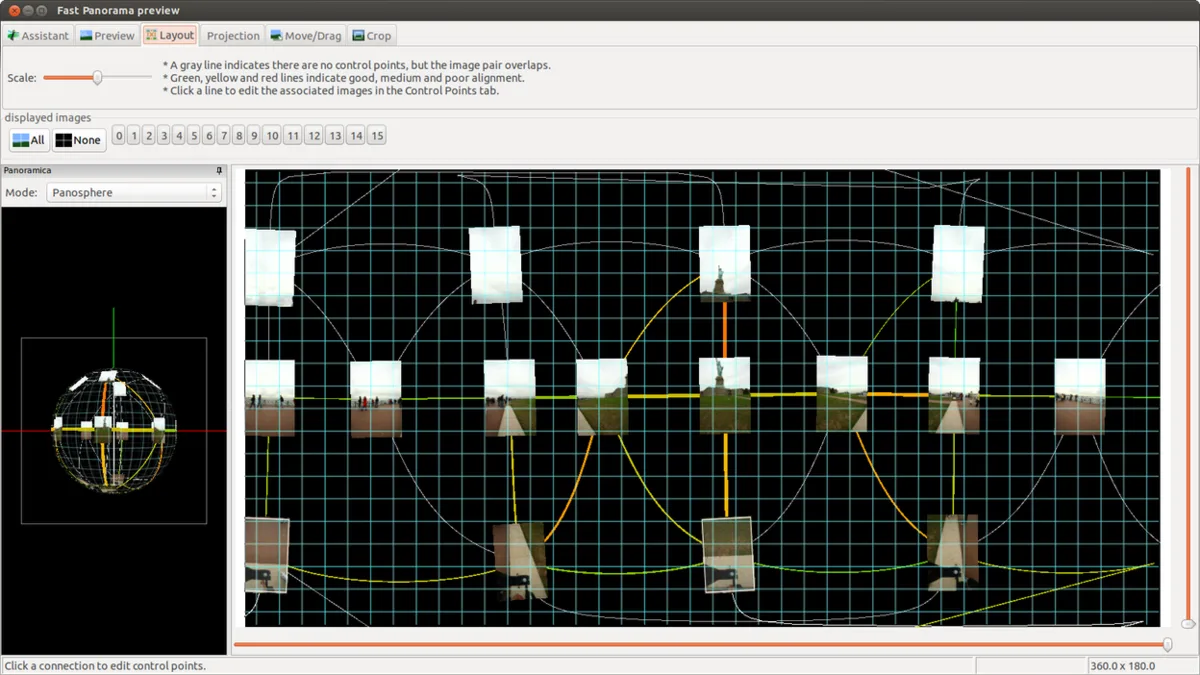 Fast Panorama preview
Assistant Preview Layout Projection Move/Drag Crop
Scale:
* A gray line indicates there are no control points, but the image pair overlaps.
* Green, yellow and red lines indicate good, medium and poor alignment.
* Click a line to edit the associated images in the Control Points tab.
displayed images
All None 0 1 2 3 4 5 6 7 8 9 10 11 12 13 14 15
Panoramica
Mode: Panosphere
Click a connection to edit control points.
360.0 x 180.0